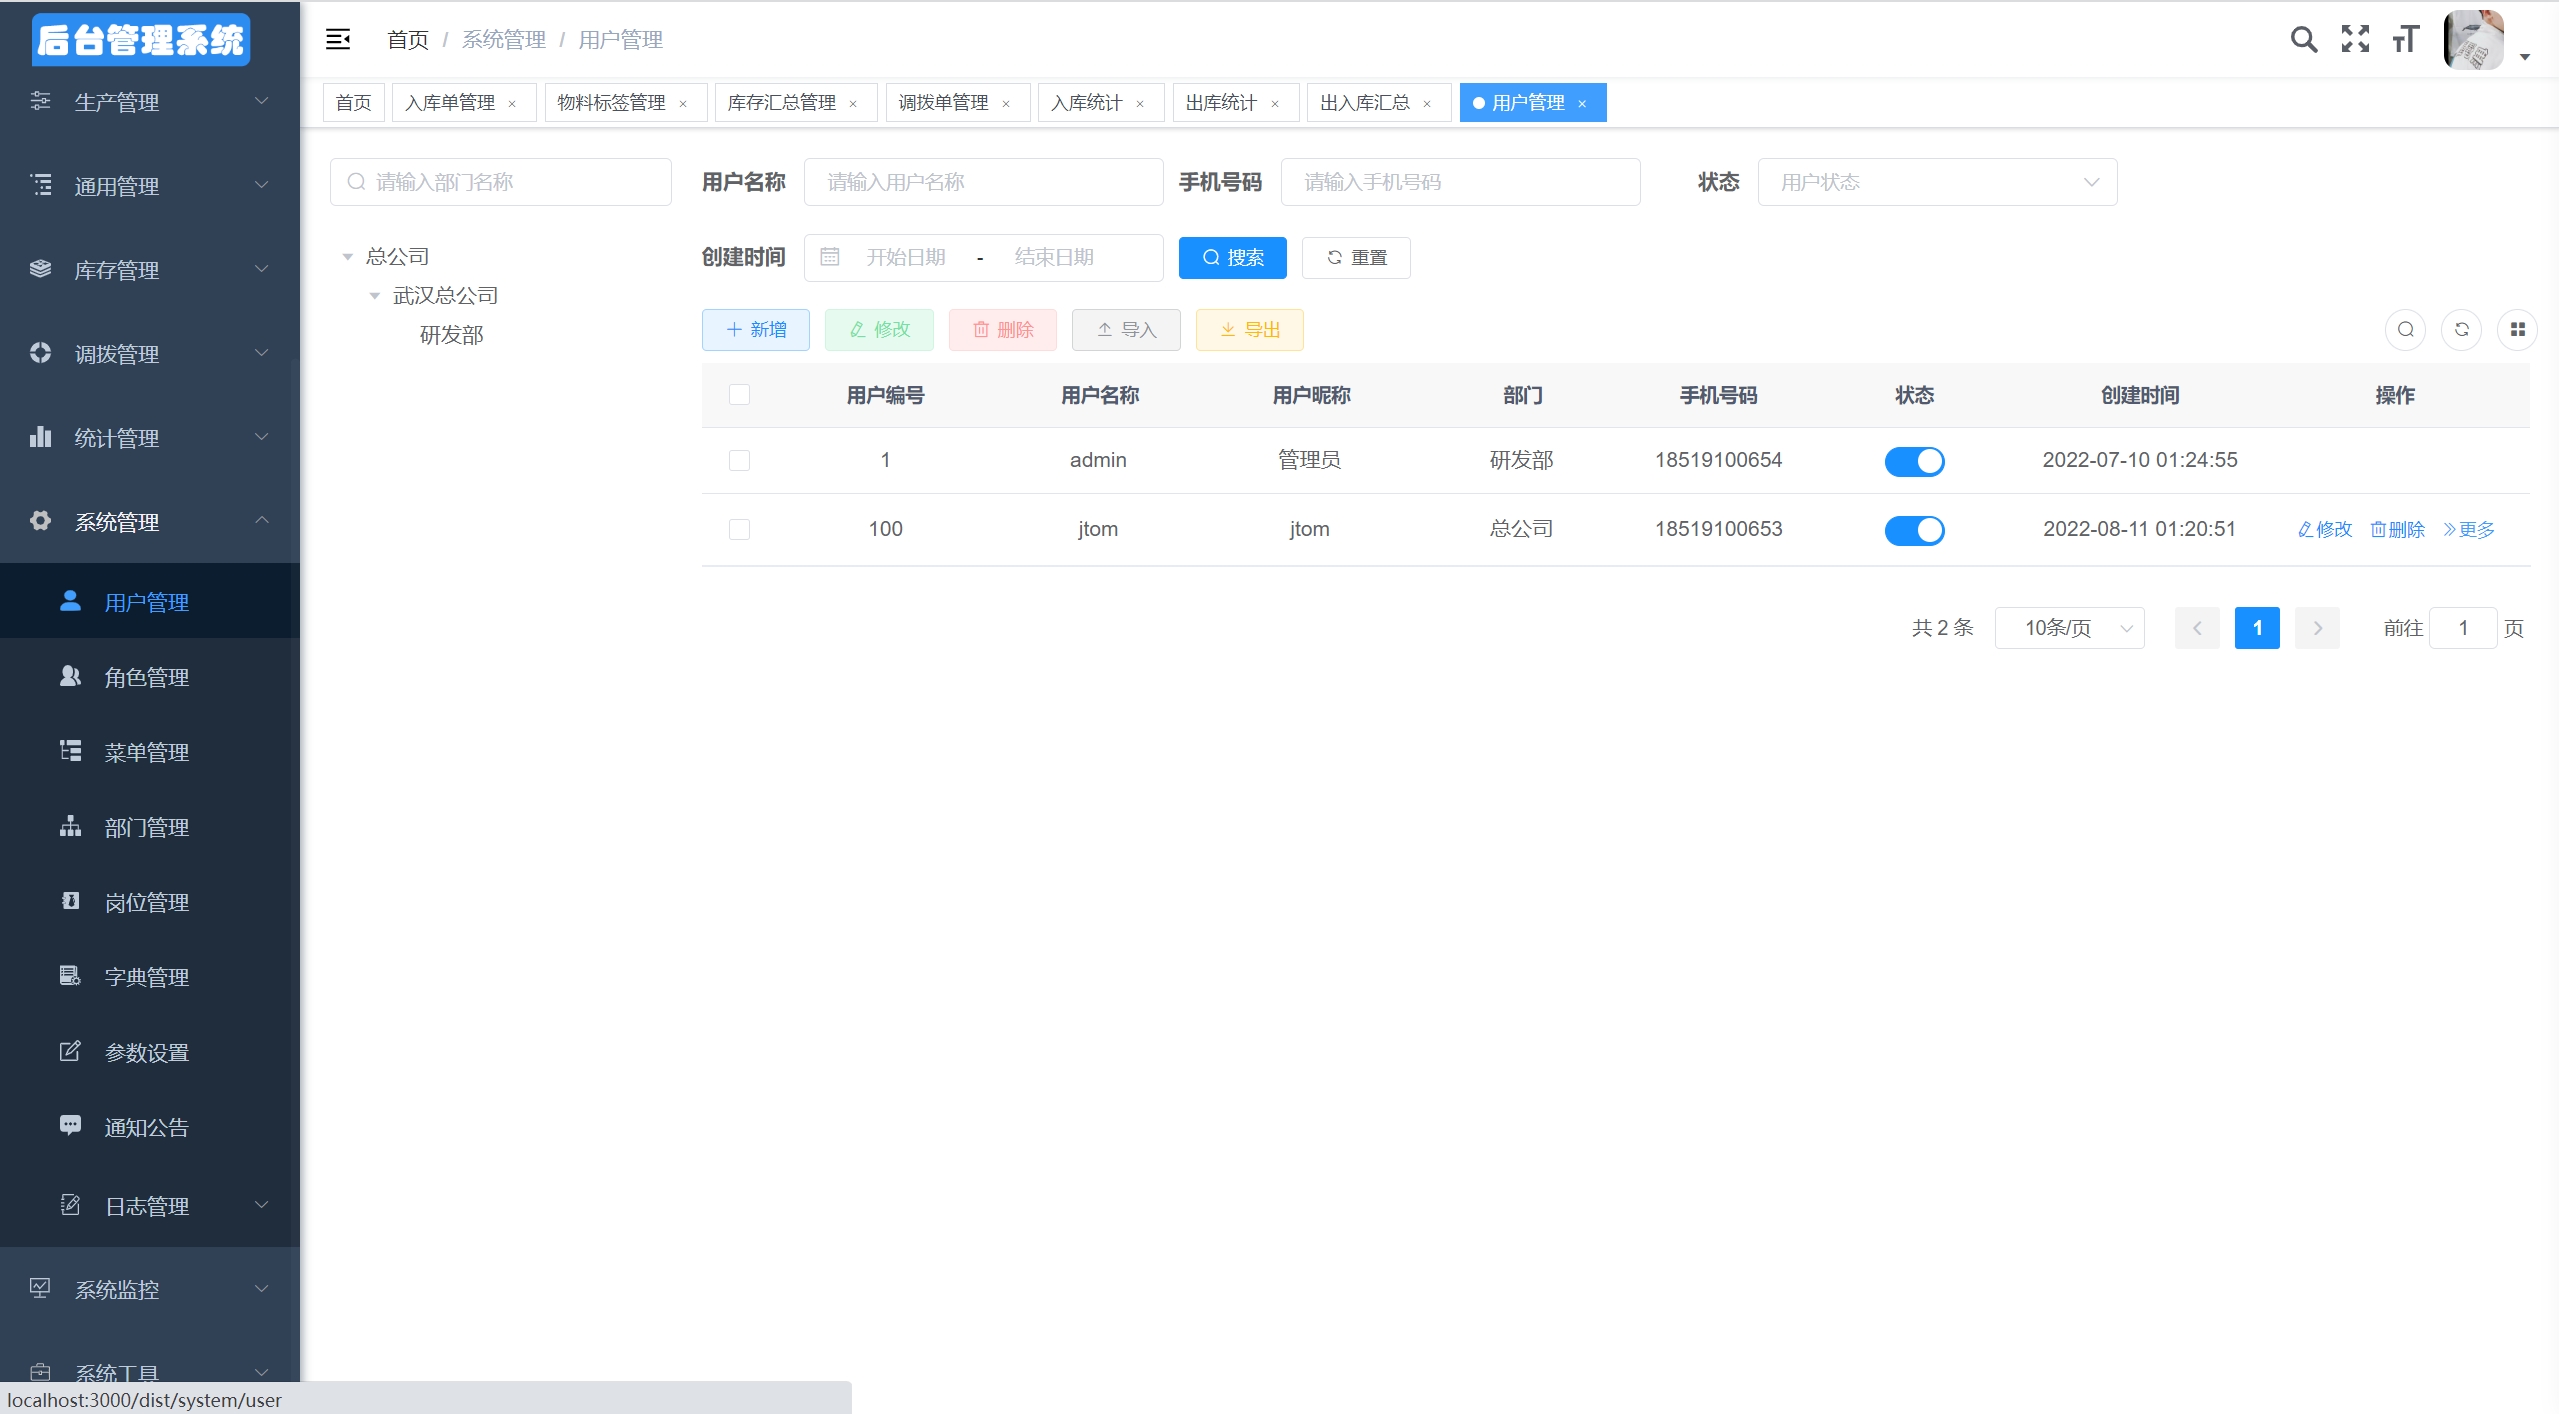 后台管理系统
生产管理
通用管理
库存管理
调拨管理
统计管理
系统管理
用户管理
角色管理
菜单管理
部门管理
岗位管理
字典管理
参数设置
通知公告
日志管理
系统监控
系统工具
首页 / 系统管理 / 用户管理
首页 入库单管理 × 物料标签管理 × 库存汇总管理 × 调拨单管理 × 入库统计 × 出库统计 × 出入库汇总 × 用户管理 ×
请输入部门名称
总公司
武汉总公司
研发部
用户名称 请输入用户名称 手机号码 请输入手机号码 状态 用户状态
创建时间 开始日期 - 结束日期 搜索 重置
新增 修改 删除 导入 导出
用户编号 用户名称 用户昵称 部门 手机号码 状态 创建时间 操作
1 admin 管理员 研发部 18519100654 2022-07-10 01:24:55
100 jtom jtom 总公司 18519100653 2022-08-11 01:20:51 修改 删除 更多
共 2 条 10条/页 1 前往 1 页
localhost:3000/dist/system/user